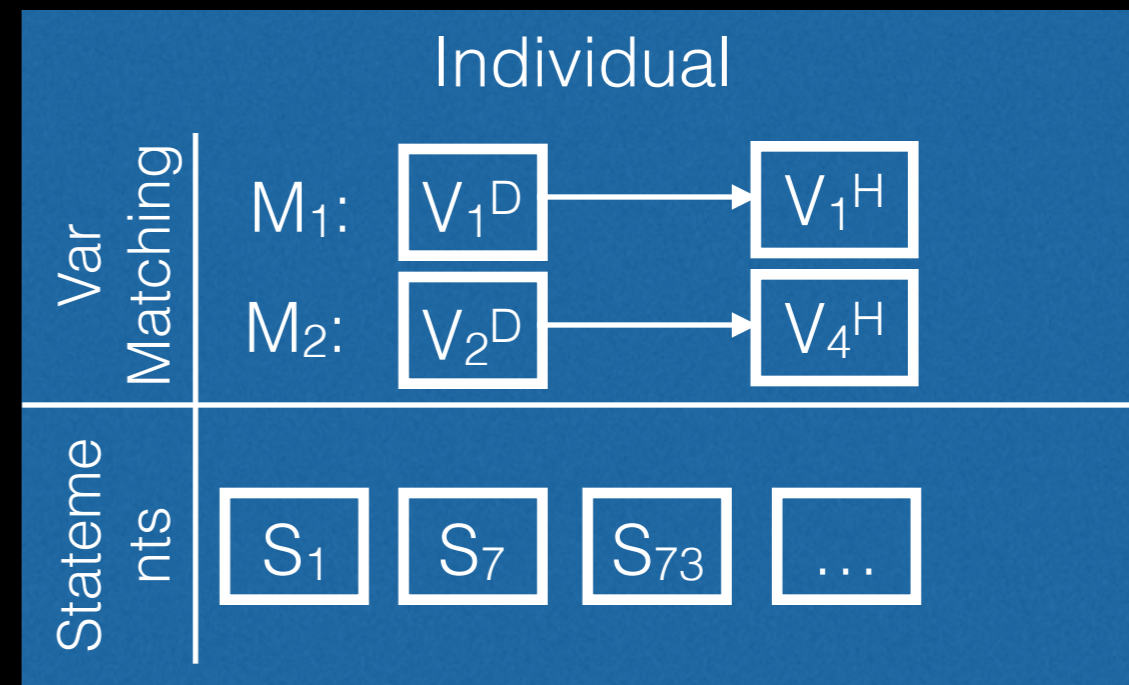 Individual
Var
Matching
M₁: V₁ᴰ V₁ᴴ
M₂: V₂ᴰ V₄ᴴ
Stateme
nts
S₁ S₇ S₇₃ …